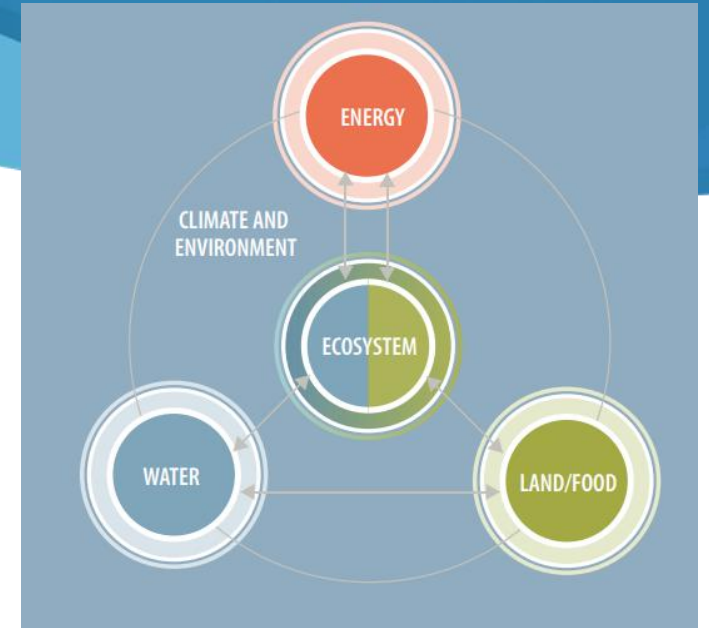 ENERGY
CLIMATE AND
ENVIRONMENT
ECOSYSTEM
WATER
LAND/FOOD